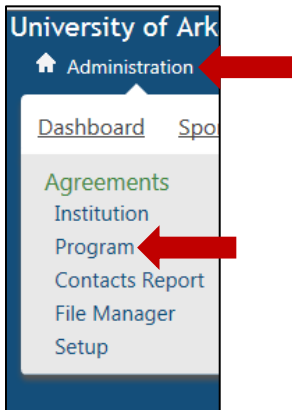 University of Ark
Administration
Dashboard Spo
Agreements
Institution
Program
Contacts Report
File Manager
Setup